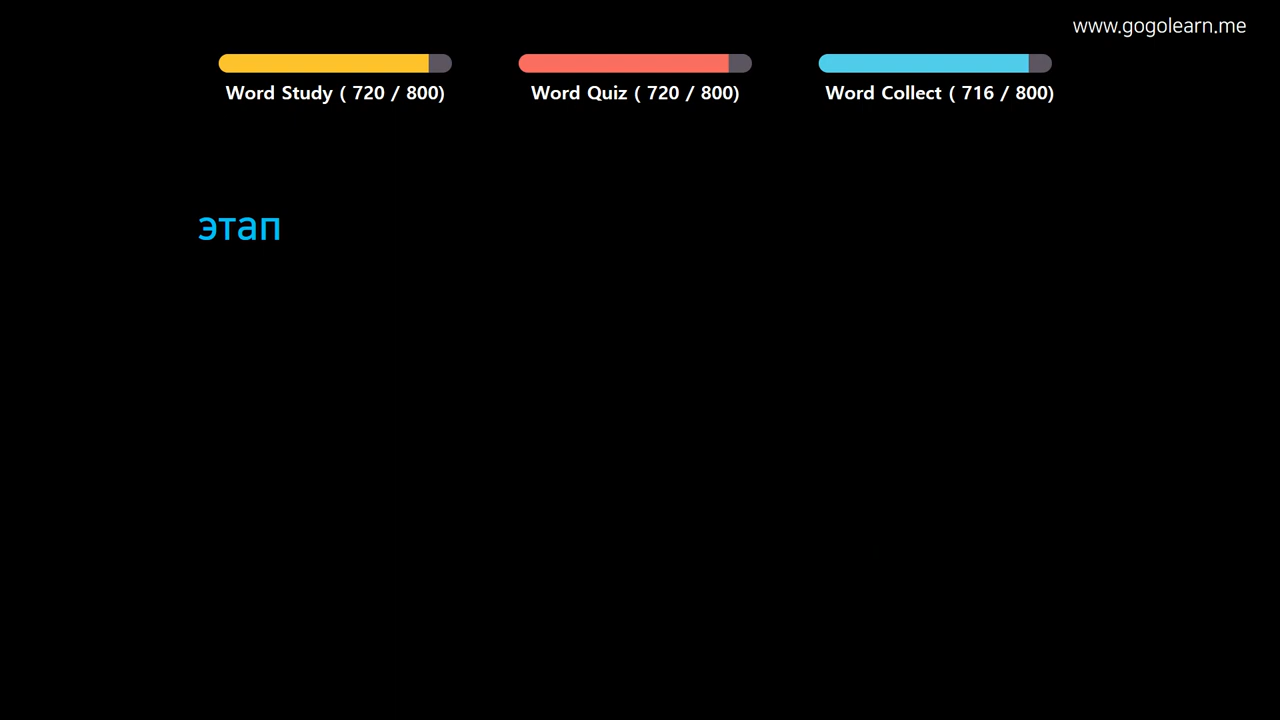 www.gogolearn.me
Word Study ( 720 / 800)
Word Quiz ( 720 / 800)
Word Collect ( 716 / 800)
этап